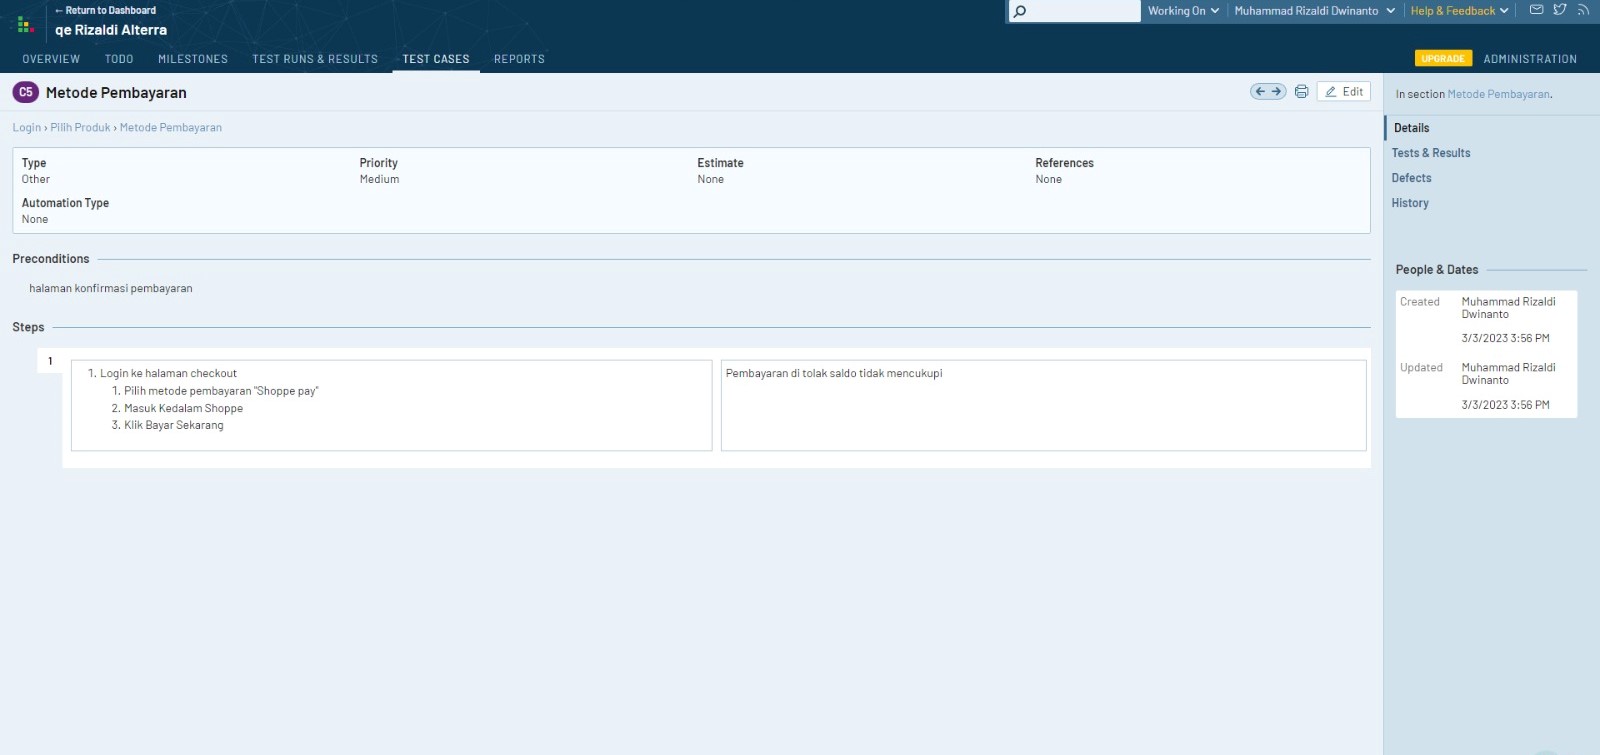 ← Return to Dashboard
qe Rizaldi Alterra
Working On
Muhammad Rizaldi Dwinanto
Help & Feedback
OVERVIEW
TODO
MILESTONES
TEST RUNS & RESULTS
TEST CASES
REPORTS
UPGRADE
ADMINISTRATION
C5
Metode Pembayaran
Edit
Login › Pilih Produk › Metode Pembayaran
Type
Other
Priority
Medium
Estimate
None
References
None
Automation Type
None
Preconditions
halaman konfirmasi pembayaran
Steps
1
1. Login ke halaman checkout
1. Pilih metode pembayaran "Shoppe pay"
2. Masuk Kedalam Shoppe
3. Klik Bayar Sekarang
Pembayaran di tolak saldo tidak mencukupi
In section Metode Pembayaran.
Details
Tests & Results
Defects
History
People & Dates
Created
Muhammad Rizaldi
Dwinanto
3/3/2023 3:56 PM
Updated
Muhammad Rizaldi
Dwinanto
3/3/2023 3:56 PM